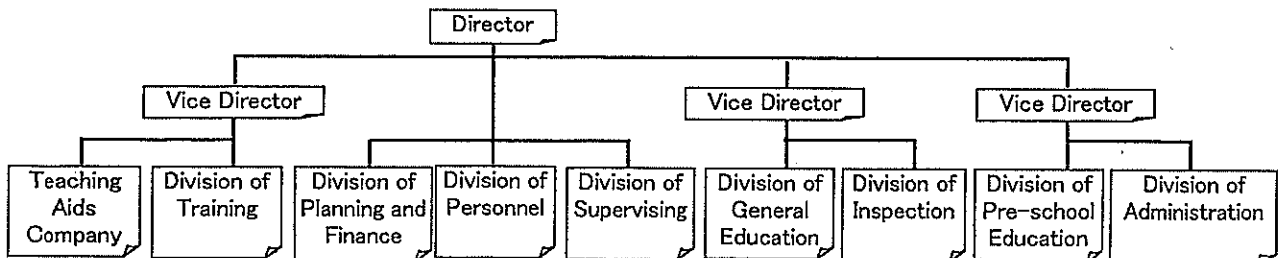 Director
Vice Director
Vice Director
Vice Director
Teaching
Aids
Company
Division of
Training
Division of
Planning and
Finance
Division of
Personnel
Division of
Supervising
Division of
General
Education
Division of
Inspection
Division of
Pre-school
Education
Division of
Administration